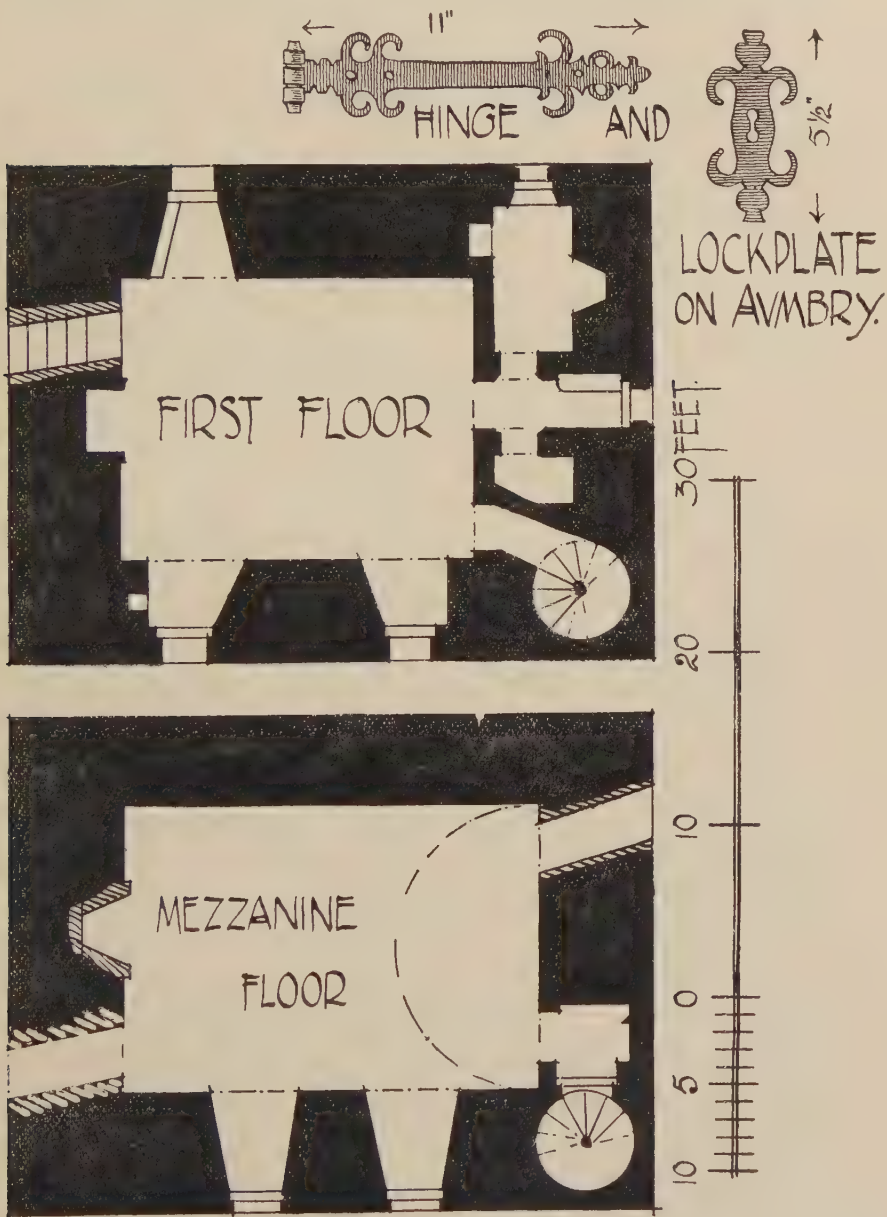 11"
HINGE AND
5½"
LOCKPLATE
ON AVMBRY.
FIRST FLOOR
30 FEET.
20
10
MEZZANINE
FLOOR
0
5
10